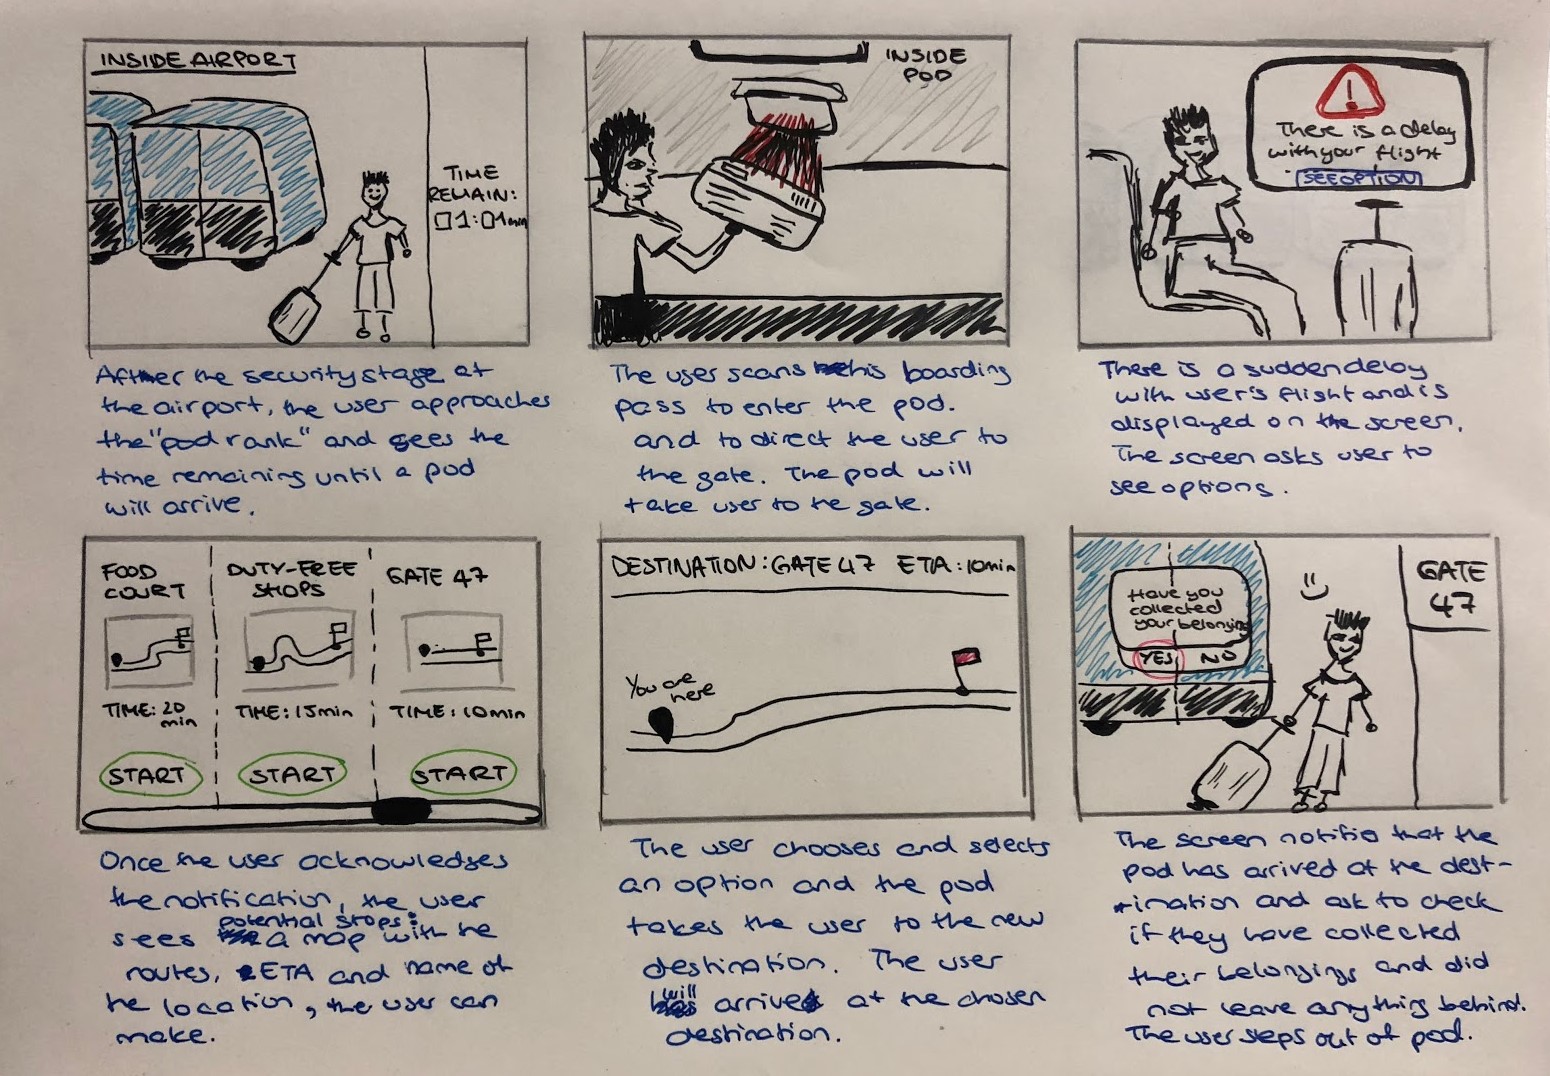 INSIDE AIRPORT
TIME
REMAIN:
01:01min
After the security stage at
the airport, the user approaches
the "pod rank" and sees the
time remaining until a pod
will arrive.
INSIDE
POD
The user scans his boarding
pass to enter the pod.
and to direct the user to
the gate. The pod will
take user to the gate.
There is a delay
with your flight
SEE OPTION
There is a sudden delay
with user's flight and is
displayed on the screen.
The screen asks user to
see options.
FOOD
COURT
TIME: 20
min
START
DUTY-FREE
SHOPS
TIME: 15min
START
GATE 47
TIME: 10min
START
Once the user acknowledges
the notification, the user
potential stops:
sees a map with he
routes, ETA and name of
he location, the user can
make.
DESTINATION: GATE 47 ETA: 10min
You are
here
The user chooses and selects
an option and the pod
takes the user to the new
destination. The user
will
arrive at the chosen
destination.
Have you
collected
your belonging
YES NO
GATE
47
The screen notifis that the
pod has arrived at the dest-
ination and ask to check
if they have collected
their belongings and did
not leave anything behind.
The user steps out of pod.